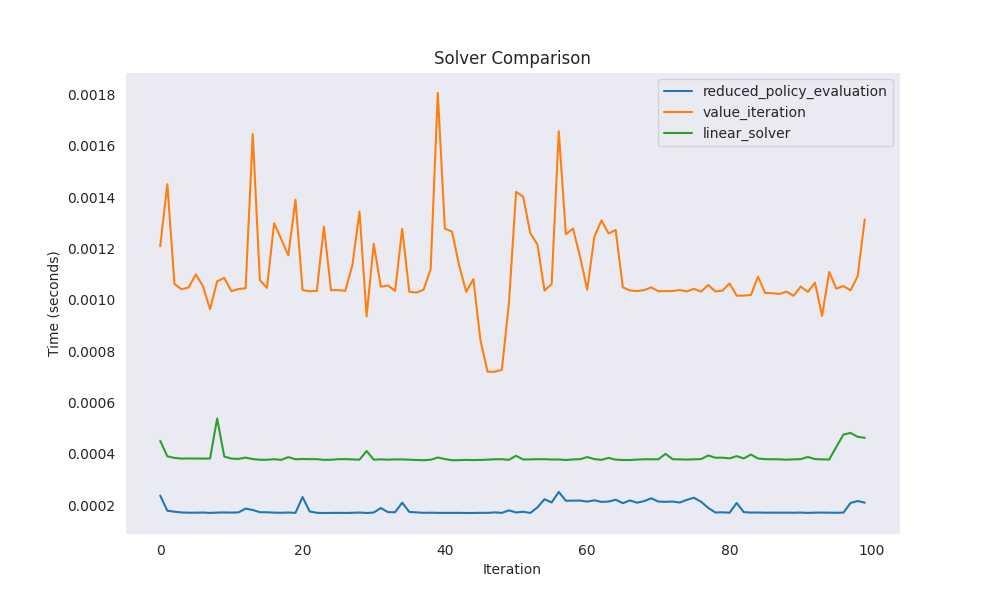 Solver Comparison
reduced_policy_evaluation
value_iteration
linear_solver
Time (seconds)
0.0018
0.0016
0.0014
0.0012
0.0010
0.0008
0.0006
0.0004
0.0002
0 20 40 60 80 100
Iteration